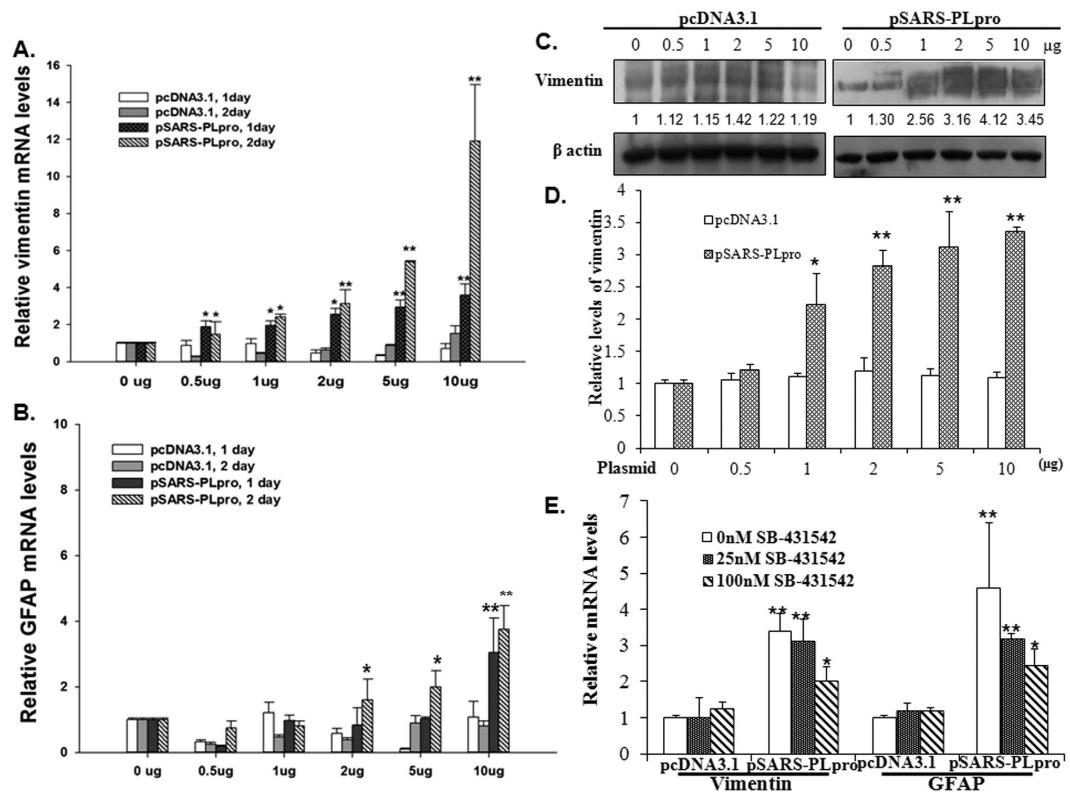 A.
Relative vimentin mRNA levels
16
14
12
10
8
6
4
2
0
pcDNA3.1, 1day
pcDNA3.1, 2day
pSARS-PLpro, 1day
pSARS-PLpro, 2day
* *
* *
* **
** **
** **
0 ug 0.5ug 1ug 2ug 5ug 10ug
B.
Relative GFAP mRNA levels
10
8
6
4
2
0
pcDNA3.1, 1 day
pcDNA3.1, 2 day
pSARS-PLpro, 1 day
pSARS-PLpro, 2 day
*
*
** **
0 ug 0.5ug 1ug 2ug 5ug 10ug
C.
pcDNA3.1 pSARS-PLpro
0 0.5 1 2 5 10 0 0.5 1 2 5 10 μg
Vimentin
1 1.12 1.15 1.42 1.22 1.19 1 1.30 2.56 3.16 4.12 3.45
β actin
D.
Relative levels of vimentin
4
3.5
3
2.5
2
1.5
1
0.5
0
pcDNA3.1
pSARS-PLpro
* ** ** **
Plasmid 0 0.5 1 2 5 10 (μg)
E.
Relative mRNA levels
7
6
5
4
3
2
1
0
0nM SB-431542
25nM SB-431542
100nM SB-431542
** ** *
** ** *
pcDNA3.1 pSARS-PLpro pcDNA3.1 pSARS-PLpro
Vimentin GFAP